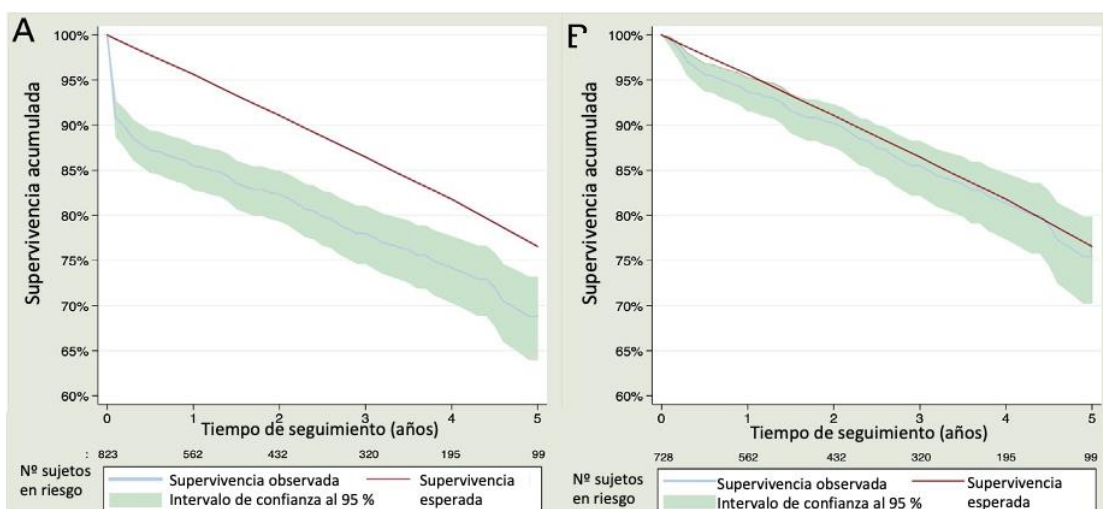 A
Supervivencia acumulada
100%
95%
90%
85%
80%
75%
70%
65%
60%
0 1 2 3 4 5
Tiempo de seguimiento (años)
: 823 562 432 320 195 99
Nº sujetos
en riesgo
Supervivencia observada
Intervalo de confianza al 95 %
Supervivencia
esperada
B
Supervivencia acumulada
100%
95%
90%
85%
80%
75%
70%
65%
60%
0 1 2 3 4 5
Tiempo de seguimiento (años)
728 562 432 320 195 99
Nº sujetos
en riesgo
Supervivencia observada
Intervalo de confianza al 95 %
Supervivencia
esperada